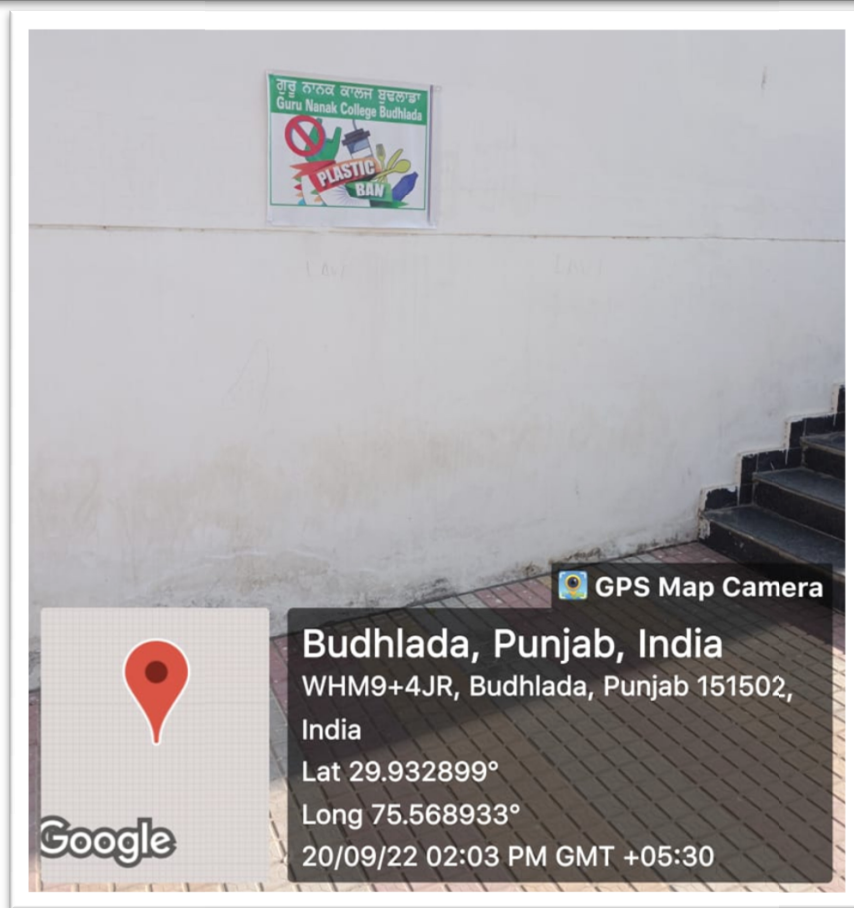 ਗੁਰੂ ਨਾਨਕ ਕਾਲਜ ਬੁਢਲਾਡਾ
Guru Nanak College Budhlada
PLASTIC
BAN
GPS Map Camera
Budhlada, Punjab, India
WHM9+4JR, Budhlada, Punjab 151502,
India
Lat 29.932899°
Long 75.568933°
20/09/22 02:03 PM GMT +05:30
Google